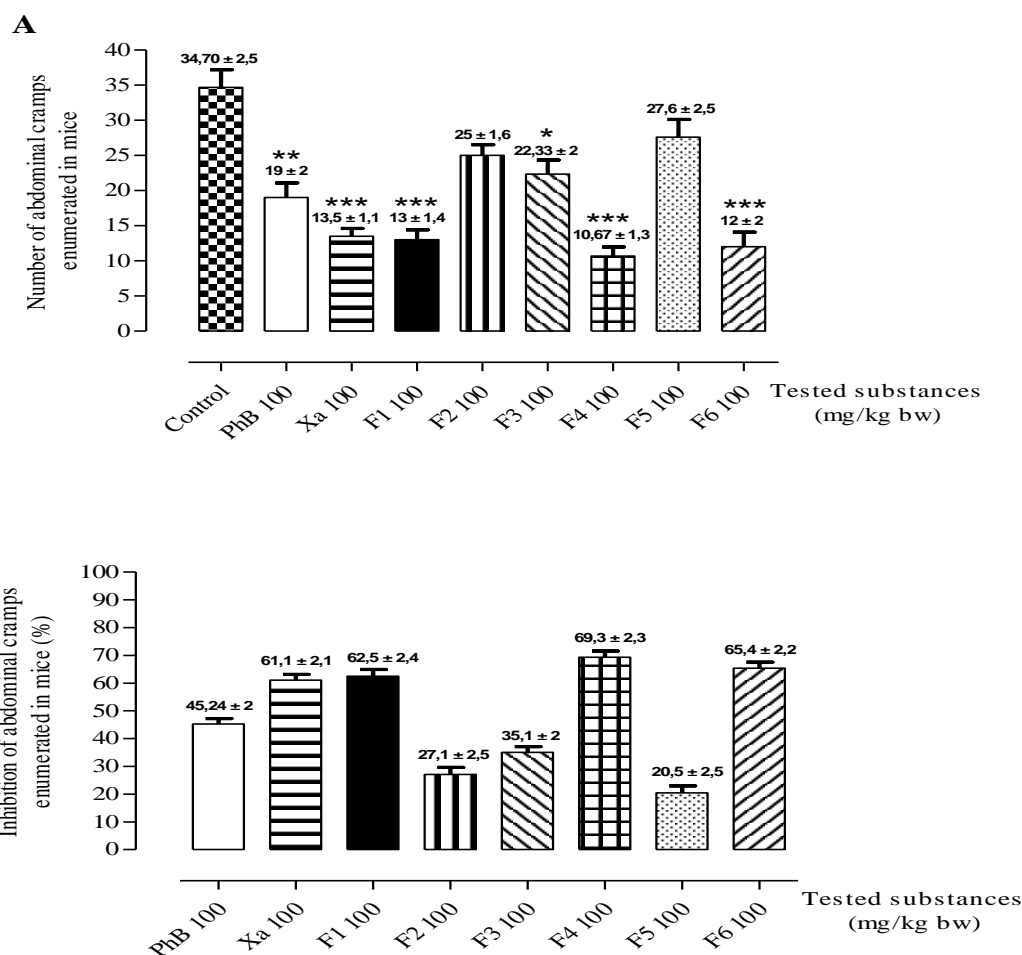 A
Number of abdominal cramps
enumerated in mice
40
35
30
25
20
15
10
5
0
34,70 ± 2,5
**
19 ± 2
***
13,5 ± 1,1
***
13 ± 1,4
25 ± 1,6
*
22,33 ± 2
***
10,67 ± 1,3
27,6 ± 2,5
***
12 ± 2
Control
PhB 100
Xa 100
F1 100
F2 100
F3 100
F4 100
F5 100
F6 100
Tested substances
(mg/kg bw)
Inhibition of abdominal cramps
enumerated in mice (%)
100
90
80
70
60
50
40
30
20
10
0
45,24 ± 2
61,1 ± 2,1
62,5 ± 2,4
27,1 ± 2,5
35,1 ± 2
69,3 ± 2,3
20,5 ± 2,5
65,4 ± 2,2
PhB 100
Xa 100
F1 100
F2 100
F3 100
F4 100
F5 100
F6 100
Tested substances
(mg/kg bw)